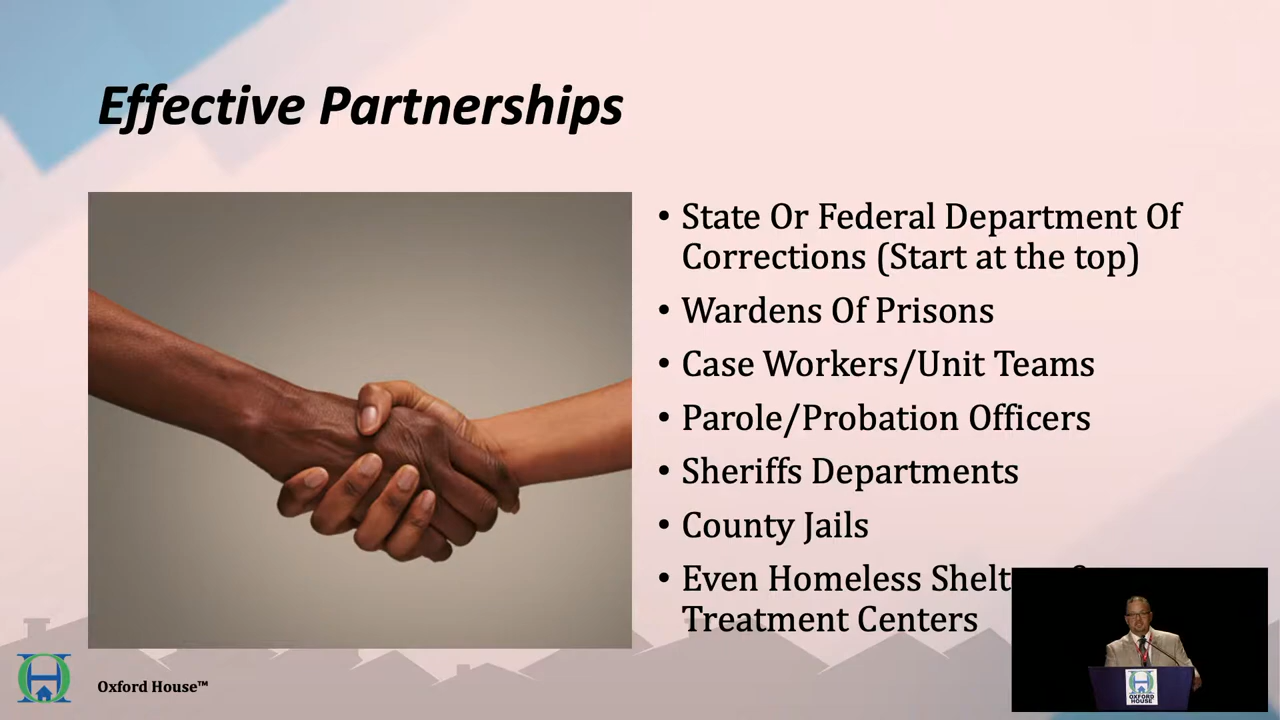 Effective Partnerships
• State Or Federal Department Of
Corrections (Start at the top)
• Wardens Of Prisons
• Case Workers/Unit Teams
• Parole/Probation Officers
• Sheriffs Departments
• County Jails
• Even Homeless
Treatment Centers
Oxford House™
OXFORD
HOUSE